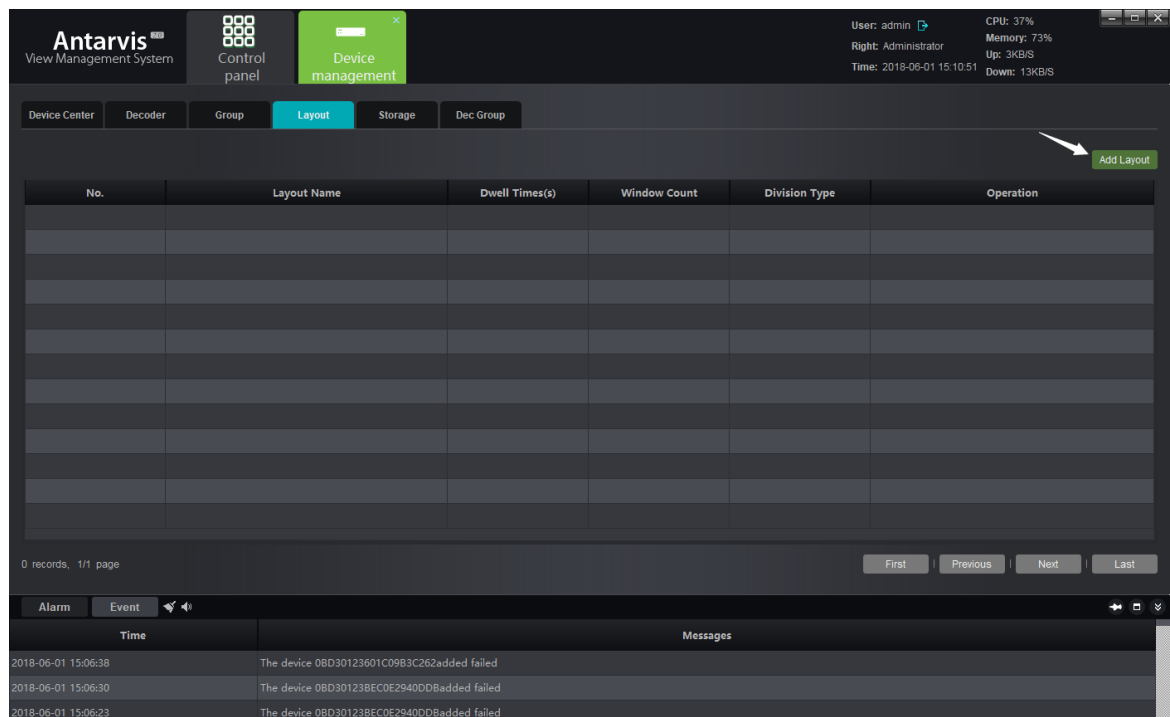 Antarvis 2.0
View Management System
Control
panel
Device
management
User: admin
Right: Administrator
Time: 2018-06-01 15:10:51
CPU: 37%
Memory: 73%
Up: 3KB/S
Down: 13KB/S
Device Center Decoder Group Layout Storage Dec Group
Add Layout
No. Layout Name Dwell Times(s) Window Count Division Type Operation
0 records, 1/1 page
First | Previous | Next | Last
Alarm Event
Time Messages
2018-06-01 15:06:38 The device 0BD30123601C09B3C262added failed
2018-06-01 15:06:30 The device 0BD30123BEC0E2940DDBadded failed
2018-06-01 15:06:23 The device 0BD30123BEC0E2940DDBadded failed